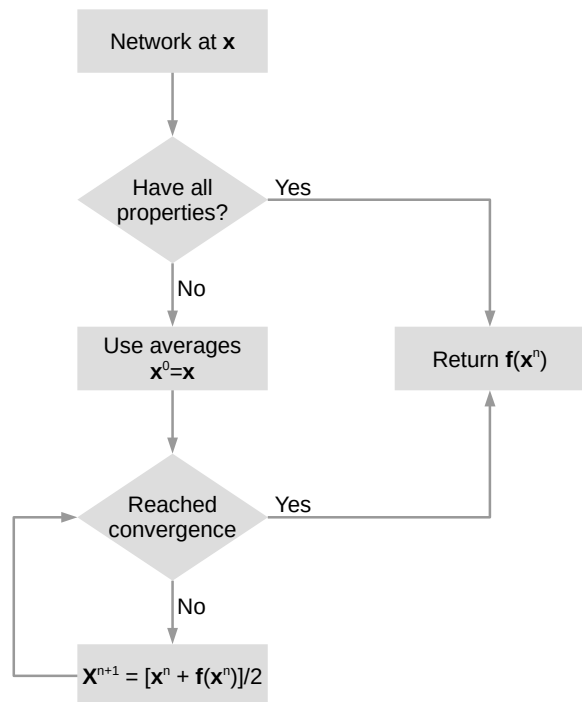 Network at x
Have all
properties?
Yes
No
Use averages
x⁰=x
Return f(xⁿ)
Reached
convergence
Yes
No
Xⁿ⁺¹ = [xⁿ + f(xⁿ)]/2